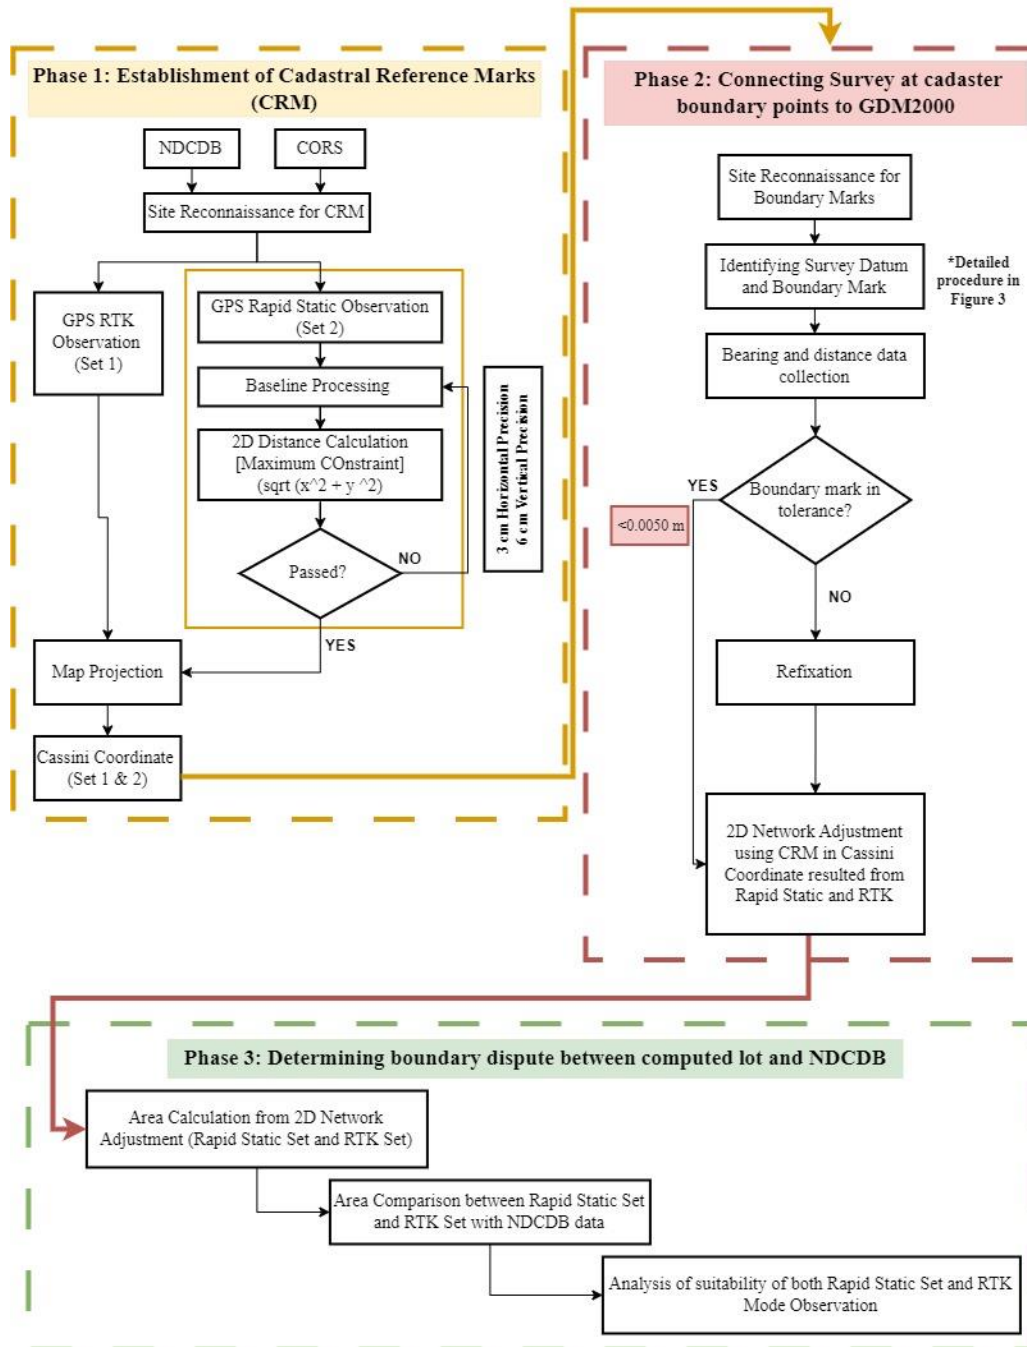 Phase 1: Establishment of Cadastral Reference Marks
(CRM)
NDCDB
CORS
Site Reconnaissance for CRM
GPS RTK
Observation
(Set 1)
GPS Rapid Static Observation
(Set 2)
Baseline Processing
2D Distance Calculation
[Maximum COnstraint]
(sqrt (x^2 + y ^2)
3 cm Horizontal Precision
6 cm Vertical Precision
Passed?
NO
YES
Map Projection
Cassini Coordinate
(Set 1 & 2)
Phase 2: Connecting Survey at cadaster
boundary points to GDM2000
Site Reconnaissance for
Boundary Marks
Identifying Survey Datum
and Boundary Mark
*Detailed
procedure in
Figure 3
Bearing and distance data
collection
Boundary mark in
tolerance?
YES
<0.0050 m
NO
Refixation
2D Network Adjustment
using CRM in Cassini
Coordinate resulted from
Rapid Static and RTK
Phase 3: Determining boundary dispute between computed lot and NDCDB
Area Calculation from 2D Network
Adjustment (Rapid Static Set and RTK Set)
Area Comparison between Rapid Static Set
and RTK Set with NDCDB data
Analysis of suitability of both Rapid Static Set and RTK
Mode Observation